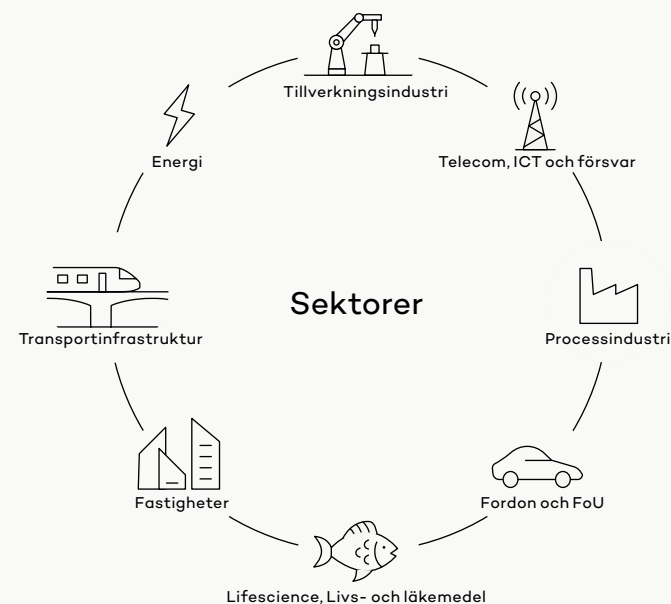 Tillverkningsindustri
Energi
Telecom, ICT och försvar
Sektorer
Transportinfrastruktur
Processindustri
Fastigheter
Fordon och FoU
Lifescience, Livs- och läkemedel